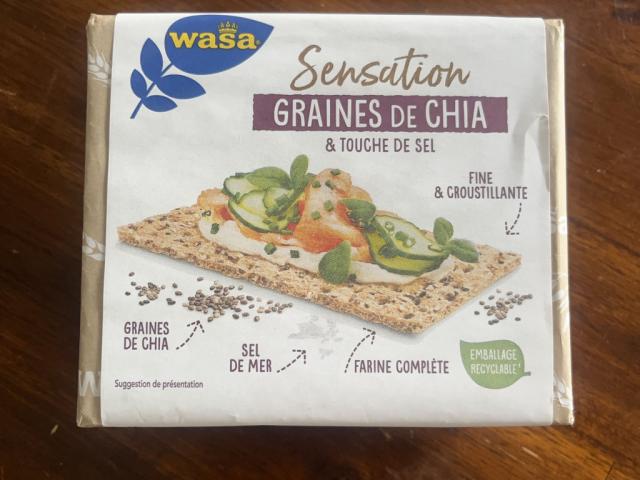 wasa
Sensation
GRAINES DE CHIA
& TOUCHE DE SEL
FINE
& CROUSTILLANTE
GRAINES
DE CHIA
SEL
DE MER
FARINE COMPLÈTE
EMBALLAGE
RECYCLABLE*
Suggestion de présentation